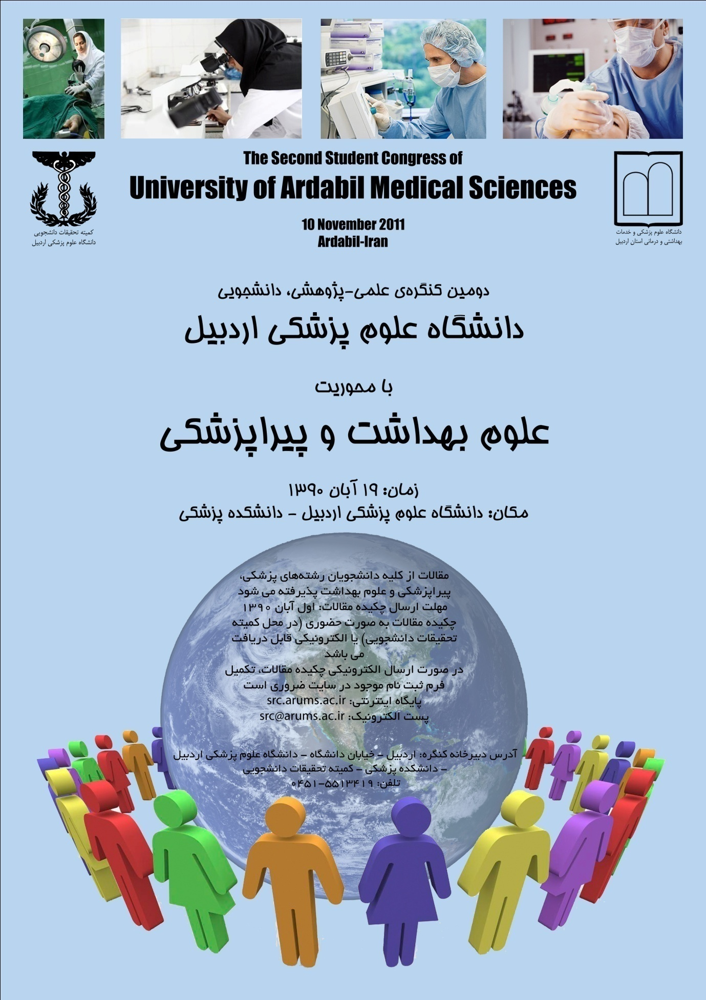 The Second Student Congress of
University of Ardabil Medical Sciences
10 November 2011
Ardabil-Iran
کمیته تحقیقات دانشجویی
دانشگاه علوم پزشکی اردبیل
دانشگاه علوم پزشکی و خدمات
بهداشتی و درمانی استان اردبیل
دومین کنگره‌ی علمی-پژوهشی، دانشجویی
دانشگاه علوم پزشکی اردبیل
با محوریت
علوم بهداشت و پیراپزشکی
زمان: ۱۹ آبان ۱۳۹۰
مکان: دانشگاه علوم پزشکی اردبیل - دانشکده پزشکی
مقالات از کلیه دانشجویان رشته‌های پزشکی،
پیراپزشکی و علوم بهداشت پذیرفته می شود
مهلت ارسال چکیده مقالات: اول آبان ۱۳۹۰
چکیده مقالات به صورت حضوری (در محل کمیته
تحقیقات دانشجویی) یا الکترونیکی قابل دریافت
می باشد
در صورت ارسال الکترونیکی چکیده مقالات، تکمیل
فرم ثبت نام موجود در سایت ضروری است
پایگاه اینترنتی: src.arums.ac.ir
پست الکترونیک: src@arums.ac.ir
آدرس دبیرخانه کنگره: اردبیل - خیابان دانشگاه - دانشگاه علوم پزشکی اردبیل
- دانشکده پزشکی - کمیته تحقیقات دانشجویی
تلفن: ۰۴۵۱-۵۵۱۳۴۱۹